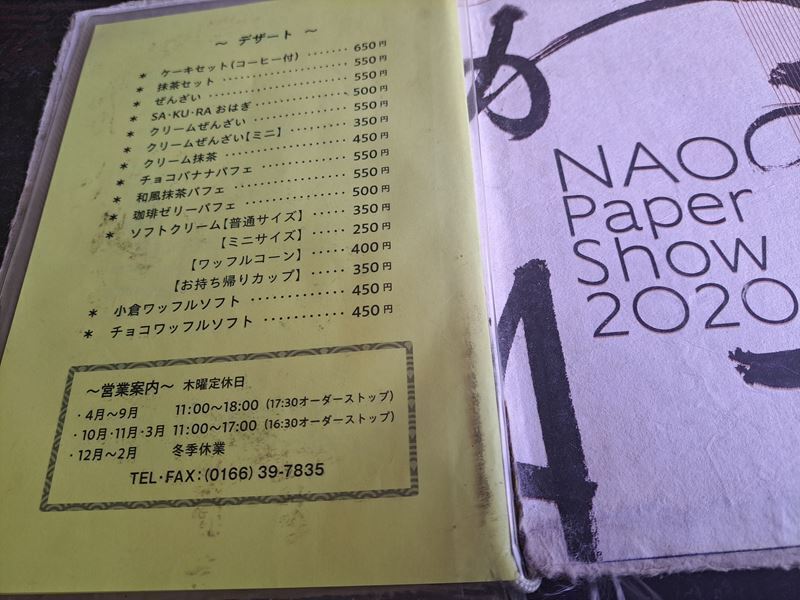 ～ デザート ～
＊ ケーキセット(コーヒー付) ······· 650円
＊ 抹茶セット ················ 550円
＊ ぜんざい ·················· 550円
＊ SA·KU·RA おはぎ ············ 500円
＊ クリームぜんざい ············ 550円
＊ クリームぜんざい【ミニ】 ······· 350円
＊ クリーム抹茶 ··············· 450円
＊ チョコバナナパフェ ··········· 550円
＊ 和風抹茶パフェ ············· 550円
＊ 珈琲ゼリーパフェ ············ 500円
＊ ソフトクリーム【普通サイズ】 ····· 350円
【ミニサイズ】 ····· 250円
【ワッフルコーン】 ····· 400円
【お持ち帰りカップ】 ····· 350円
＊ 小倉ワッフルソフト ··········· 450円
＊ チョコワッフルソフト ·········· 450円
～営業案内～ 木曜定休日
·4月～9月 11:00～18:00 (17:30オーダーストップ)
·10月·11月·3月 11:00～17:00 (16:30オーダーストップ)
·12月～2月 冬季休業
TEL·FAX:(0166) 39-7835
NAO
Paper
Show
2020